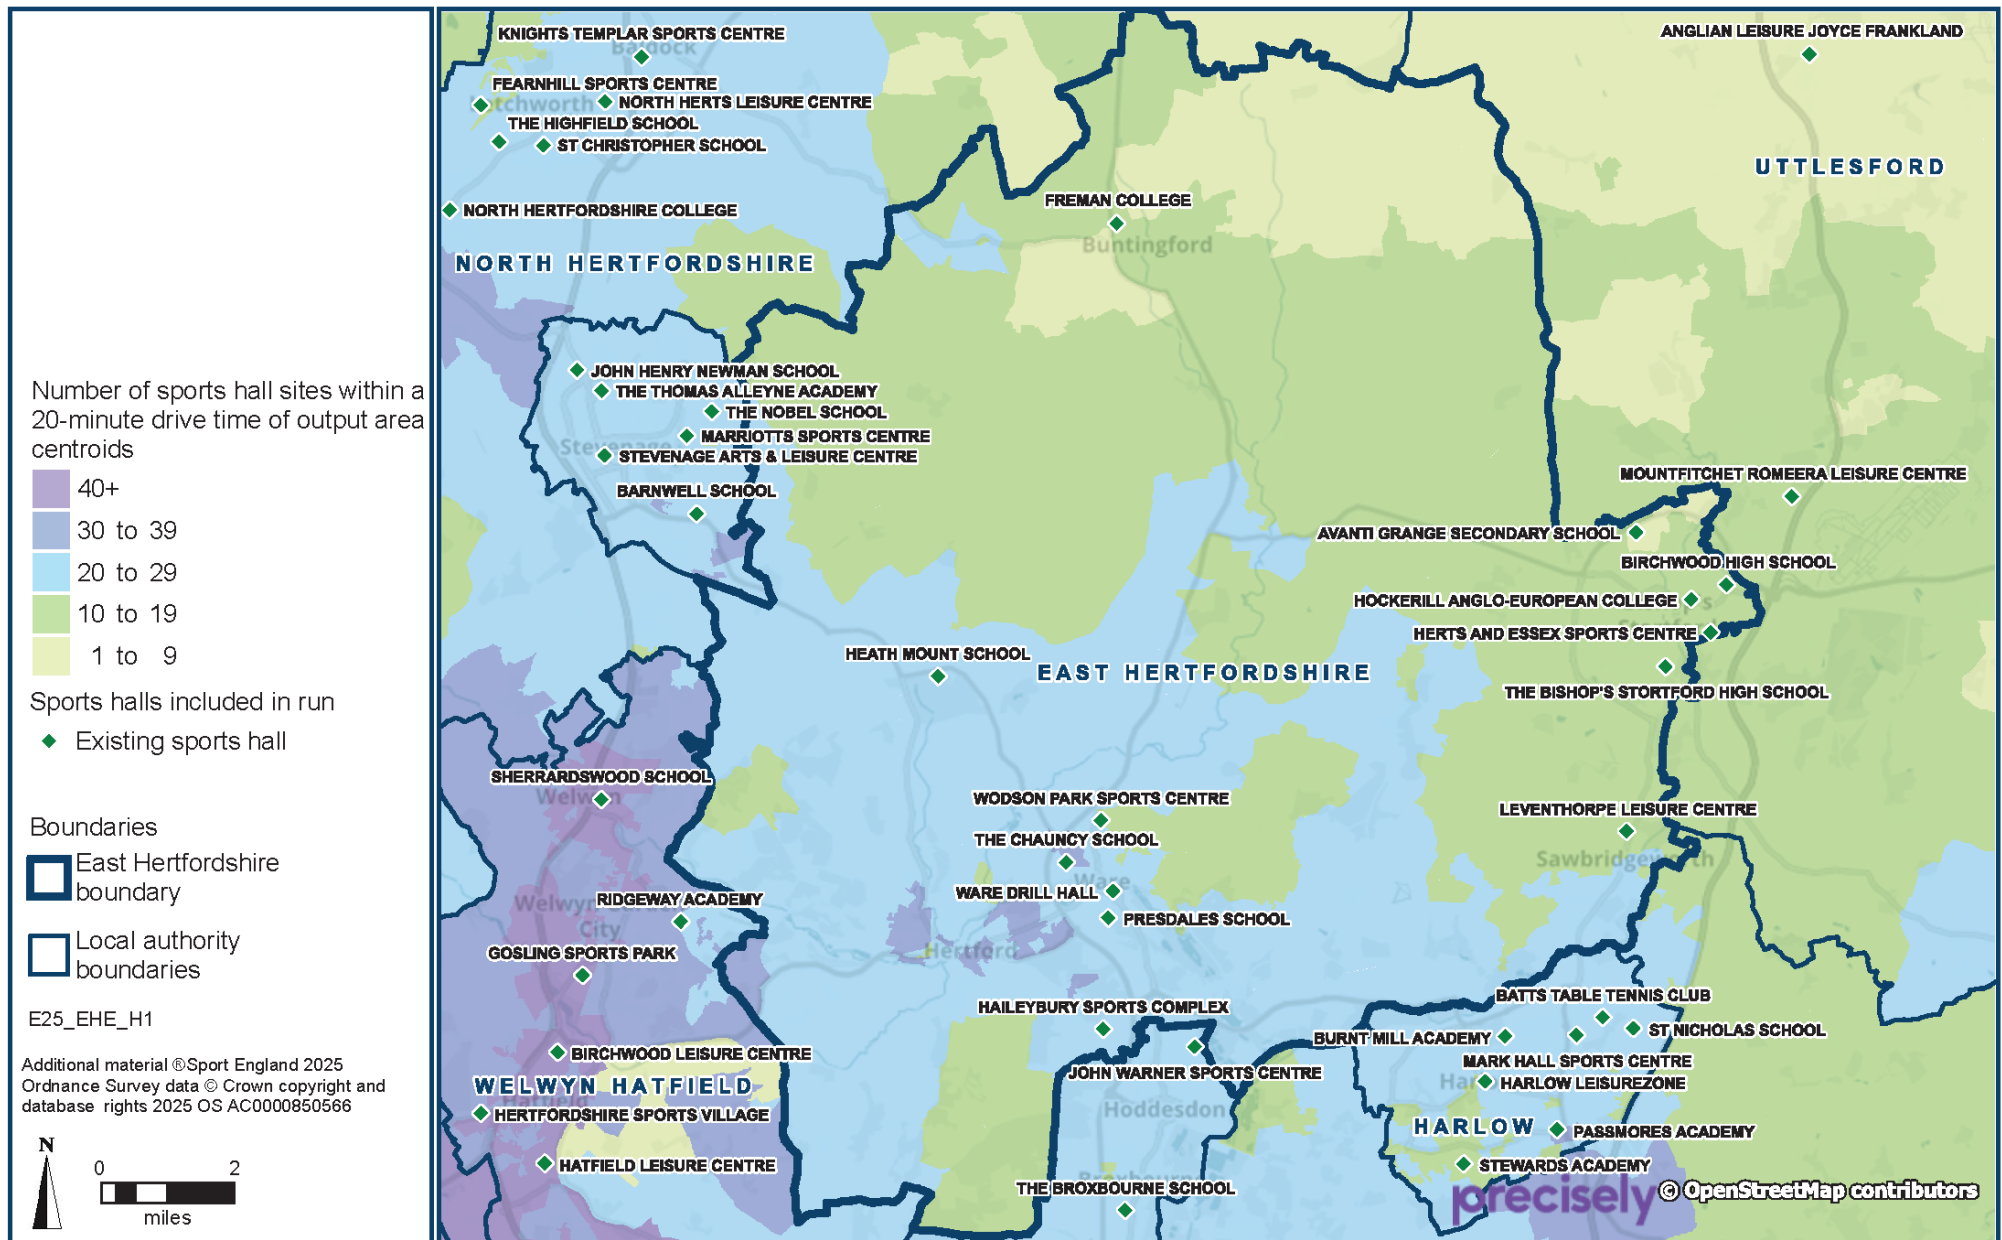 Number of sports hall sites within a
20-minute drive time of output area
centroids
40+
30 to 39
20 to 29
10 to 19
1 to 9
Sports halls included in run
Existing sports hall
Boundaries
East Hertfordshire
boundary
Local authority
boundaries
E25_EHE_H1
Additional material ®Sport England 2025
Ordnance Survey data © Crown copyright and
database rights 2025 OS AC0000850566
N
0 2
miles
KNIGHTS TEMPLAR SPORTS CENTRE
Baldock
FEARNHILL SPORTS CENTRE
Letchworth
NORTH HERTS LEISURE CENTRE
THE HIGHFIELD SCHOOL
ST CHRISTOPHER SCHOOL
NORTH HERTFORDSHIRE COLLEGE
NORTH HERTFORDSHIRE
ANGLIAN LEISURE JOYCE FRANKLAND
UTTLESFORD
FREMAN COLLEGE
Buntingford
JOHN HENRY NEWMAN SCHOOL
THE THOMAS ALLEYNE ACADEMY
THE NOBEL SCHOOL
MARRIOTTS SPORTS CENTRE
Stevenage
STEVENAGE ARTS & LEISURE CENTRE
BARNWELL SCHOOL
MOUNTFITCHET ROMEERA LEISURE CENTRE
AVANTI GRANGE SECONDARY SCHOOL
BIRCHWOOD HIGH SCHOOL
HOCKERILL ANGLO-EUROPEAN COLLEGE
HERTS AND ESSEX SPORTS CENTRE
THE BISHOP'S STORTFORD HIGH SCHOOL
HEATH MOUNT SCHOOL
EAST HERTFORDSHIRE
SHERRARDSWOOD SCHOOL
Welwyn
WODSON PARK SPORTS CENTRE
THE CHAUNCY SCHOOL
Ware
WARE DRILL HALL
PRESDALES SCHOOL
LEVENTHORPE LEISURE CENTRE
Sawbridgeworth
RIDGEWAY ACADEMY
Welwyn Garden
City
GOSLING SPORTS PARK
Hertford
HAILEYBURY SPORTS COMPLEX
BATTS TABLE TENNIS CLUB
BURNT MILL ACADEMY
ST NICHOLAS SCHOOL
MARK HALL SPORTS CENTRE
BIRCHWOOD LEISURE CENTRE
JOHN WARNER SPORTS CENTRE
HARLOW LEISUREZONE
WELWYN HATFIELD
Hatfield
HERTFORDSHIRE SPORTS VILLAGE
Hoddesdon
HARLOW
PASSMORES ACADEMY
HATFIELD LEISURE CENTRE
STEWARDS ACADEMY
Broxbourne
THE BROXBOURNE SCHOOL
precisely © OpenStreetMap contributors